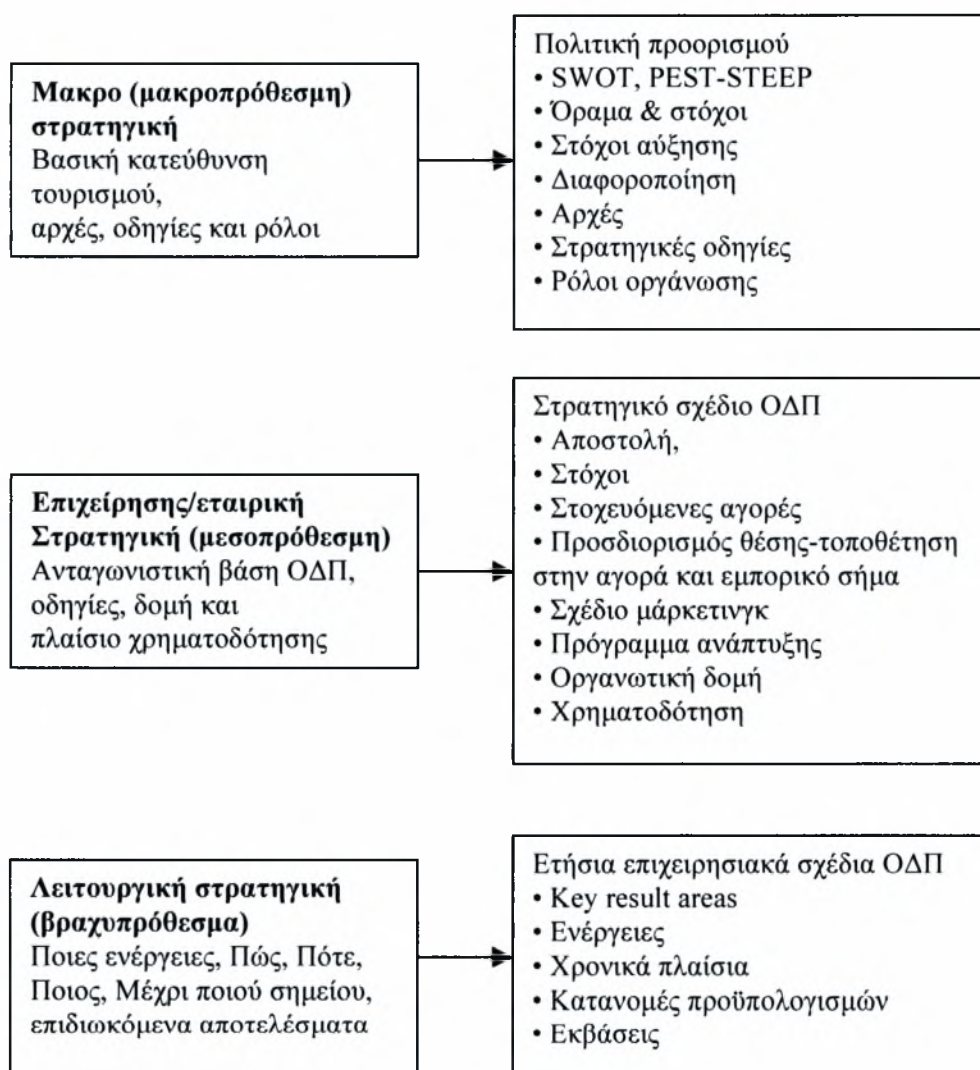 Μακρο (μακροπρόθεσμη)
στρατηγική
Βασική κατεύθυνση
τουρισμού,
αρχές, οδηγίες και ρόλοι
Πολιτική προορισμού
• SWOT, PEST-STEEP
• Όραμα & στόχοι
• Στόχοι αύξησης
• Διαφοροποίηση
• Αρχές
• Στρατηγικές οδηγίες
• Ρόλοι οργάνωσης
Επιχείρησης/εταιρική
Στρατηγική (μεσοπρόθεσμη)
Ανταγωνιστική βάση ΟΔΠ,
οδηγίες, δομή και
πλαίσιο χρηματοδότησης
Στρατηγικό σχέδιο ΟΔΠ
• Αποστολή,
• Στόχοι
• Στοχευόμενες αγορές
• Προσδιορισμός θέσης-τοποθέτηση
στην αγορά και εμπορικό σήμα
• Σχέδιο μάρκετινγκ
• Πρόγραμμα ανάπτυξης
• Οργανωτική δομή
• Χρηματοδότηση
Λειτουργική στρατηγική
(βραχυπρόθεσμα)
Ποιες ενέργειες, Πώς, Πότε,
Ποιος, Μέχρι ποιού σημείου,
επιδιωκόμενα αποτελέσματα
Ετήσια επιχειρησιακά σχέδια ΟΔΠ
• Key result areas
• Ενέργειες
• Χρονικά πλαίσια
• Κατανομές προϋπολογισμών
• Εκβάσεις